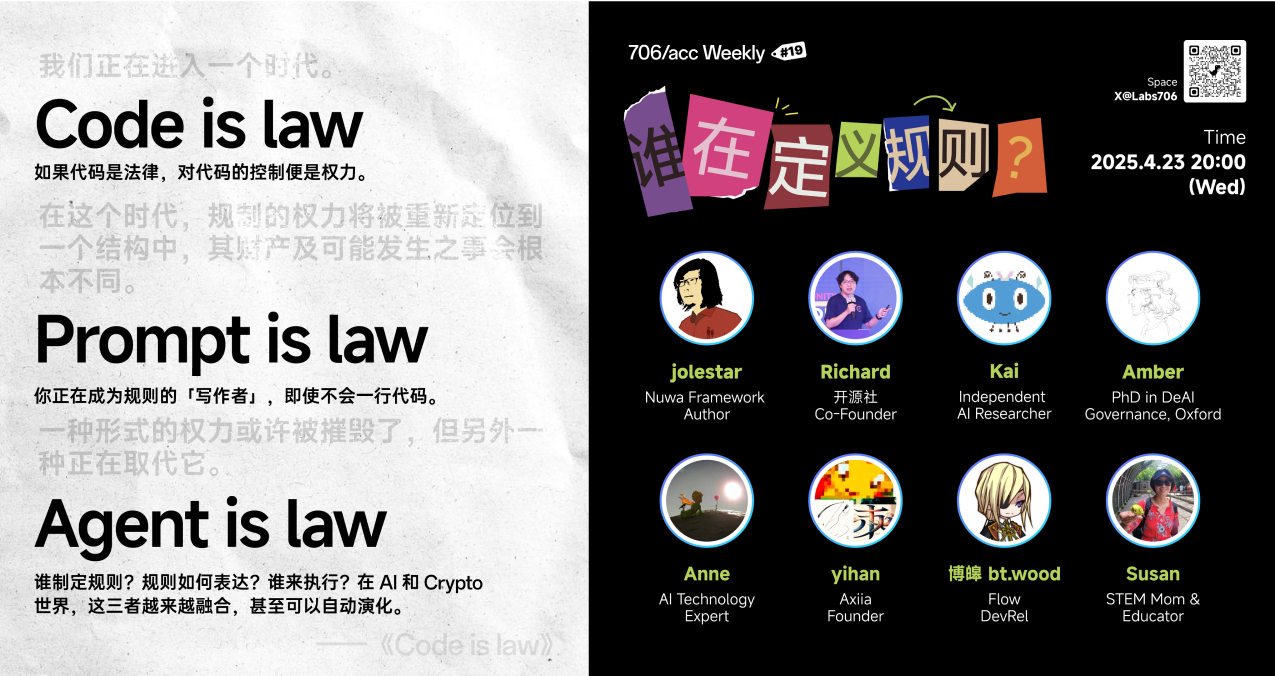 我们正在进入一个时代。
Code is law
如果代码是法律，对代码的控制便是权力。
在这个时代，规制的权力将被重新定位到
一个结构中，其财产及可能发生之事会根
本不同。
Prompt is law
你正在成为规则的「写作者」，即使不会一行代码。
一种形式的权力或许被摧毁了，但另外一
种正在取代它。
Agent is law
谁制定规则？规则如何表达？谁来执行？在 AI 和 Crypto
世界，这三者越来越融合，甚至可以自动演化。
——《Code is law》
706/acc Weekly #19
谁在定义规则？
Space
X@Labs706
Time
2025.4.23 20:00
(Wed)
jolestar
Nuwa Framework
Author
Richard
开源社
Co-Founder
Kai
Independent
AI Researcher
Amber
PhD in DeAI
Governance, Oxford
Anne
AI Technology
Expert
yihan
Axiia
Founder
博皞 bt.wood
Flow
DevRel
Susan
STEM Mom &
Educator